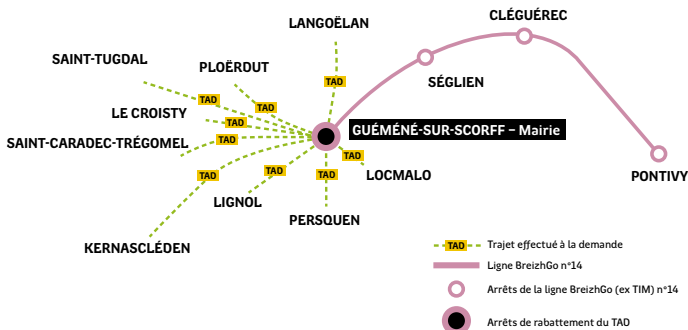 CLÉGUÉREC
LANGOËLAN
SAINT-TUGDAL
PLOËRDUT
SÉGLIEN
TAD
TAD
LE CROISTY
TAD
TAD
GUÉMÉNÉ-SUR-SCORFF – Mairie
SAINT-CARADEC-TRÉGOMEL
TAD
TAD
LOCMALO
PONTIVY
TAD
TAD
TAD
LIGNOL
PERSQUEN
KERNASCLÉDEN
TAD Trajet effectué à la demande
Ligne BreizhGo n°14
Arrêts de la ligne BreizhGo (ex TIM) n°14
Arrêts de rabattement du TAD